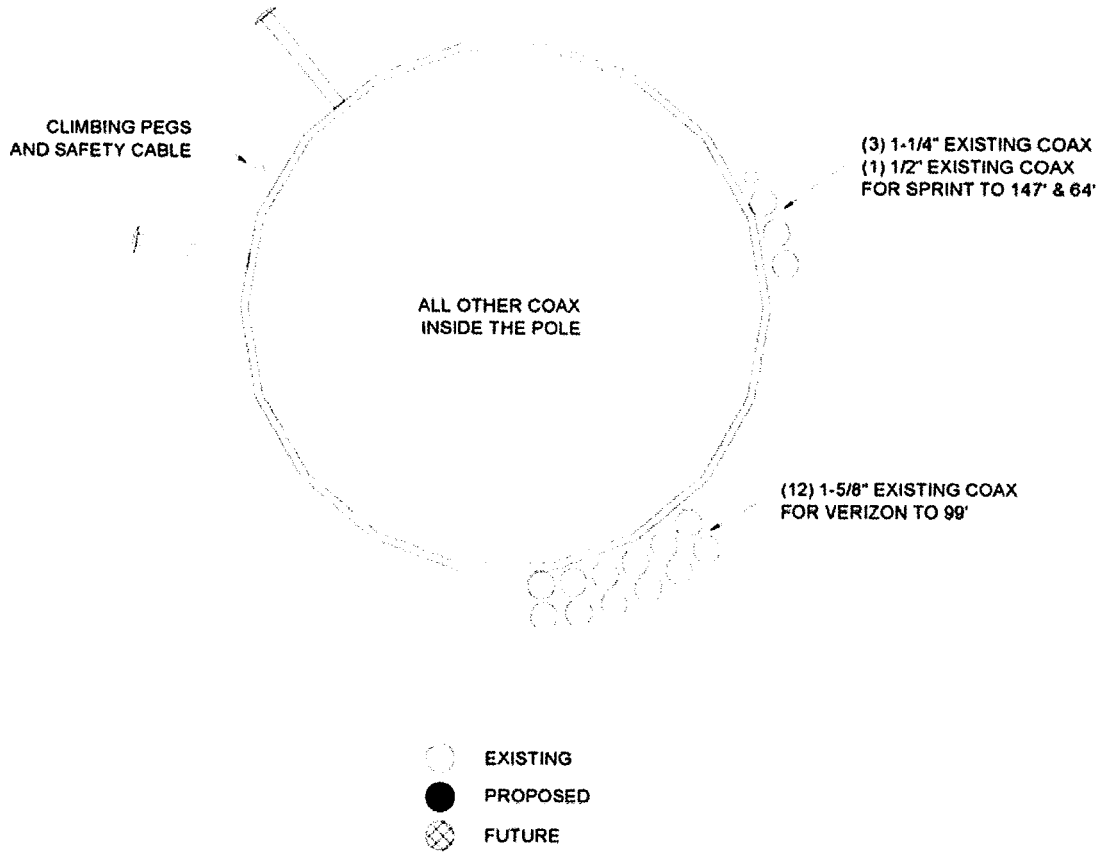 CLIMBING PEGS
AND SAFETY CABLE
(3) 1-1/4" EXISTING COAX
(1) 1/2" EXISTING COAX
FOR SPRINT TO 147' & 64'
ALL OTHER COAX
INSIDE THE POLE
(12) 1-5/8" EXISTING COAX
FOR VERIZON TO 99'
EXISTING
PROPOSED
FUTURE